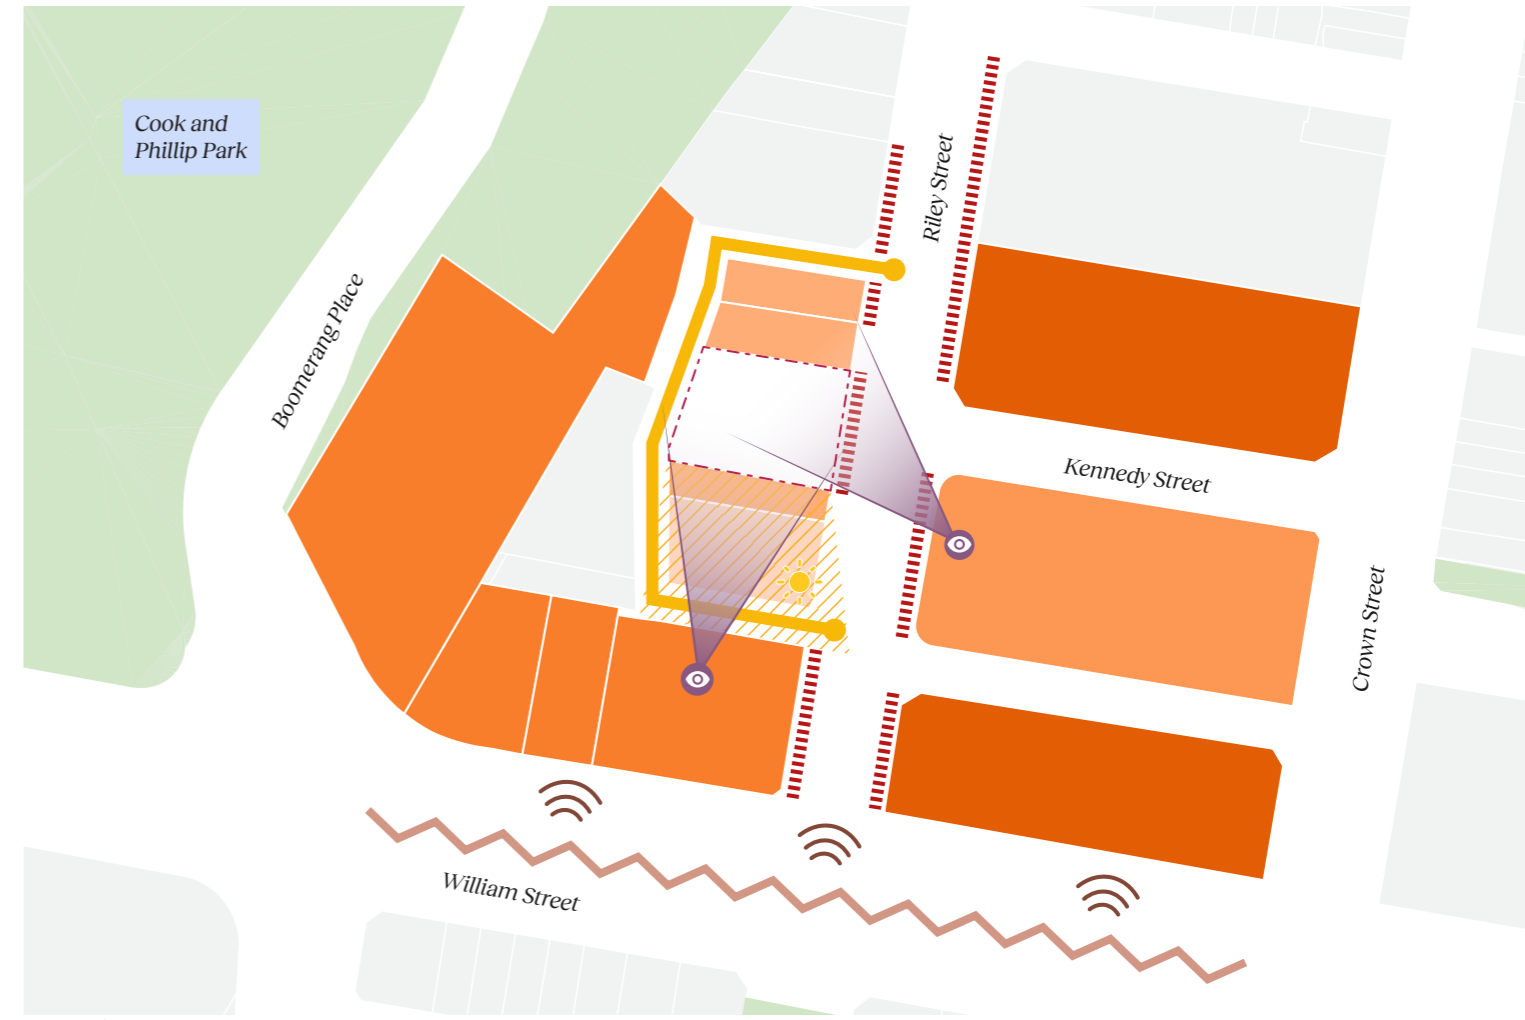 Cook and
Phillip Park
Riley Street
Boomerang Place
Kennedy Street
Crown Street
William Street